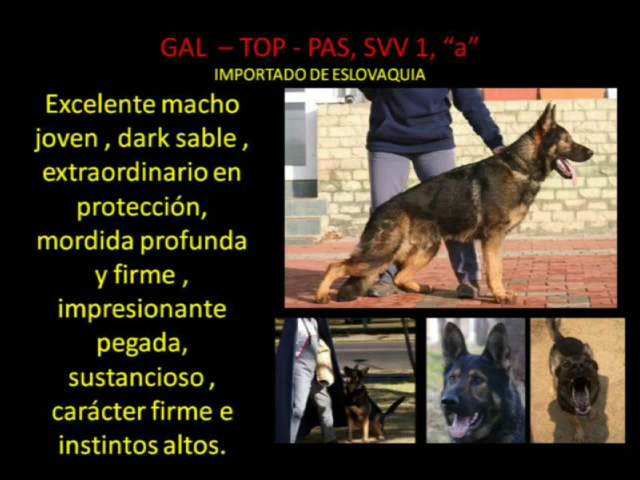 GAL  – TOP - PAS, SVV 1, “a”
IMPORTADO DE ESLOVAQUIA
Excelente macho
joven , dark sable ,
extraordinario en
protección,
mordida profunda
y firme ,
impresionante
pegada,
sustancioso ,
carácter firme e
instintos altos.